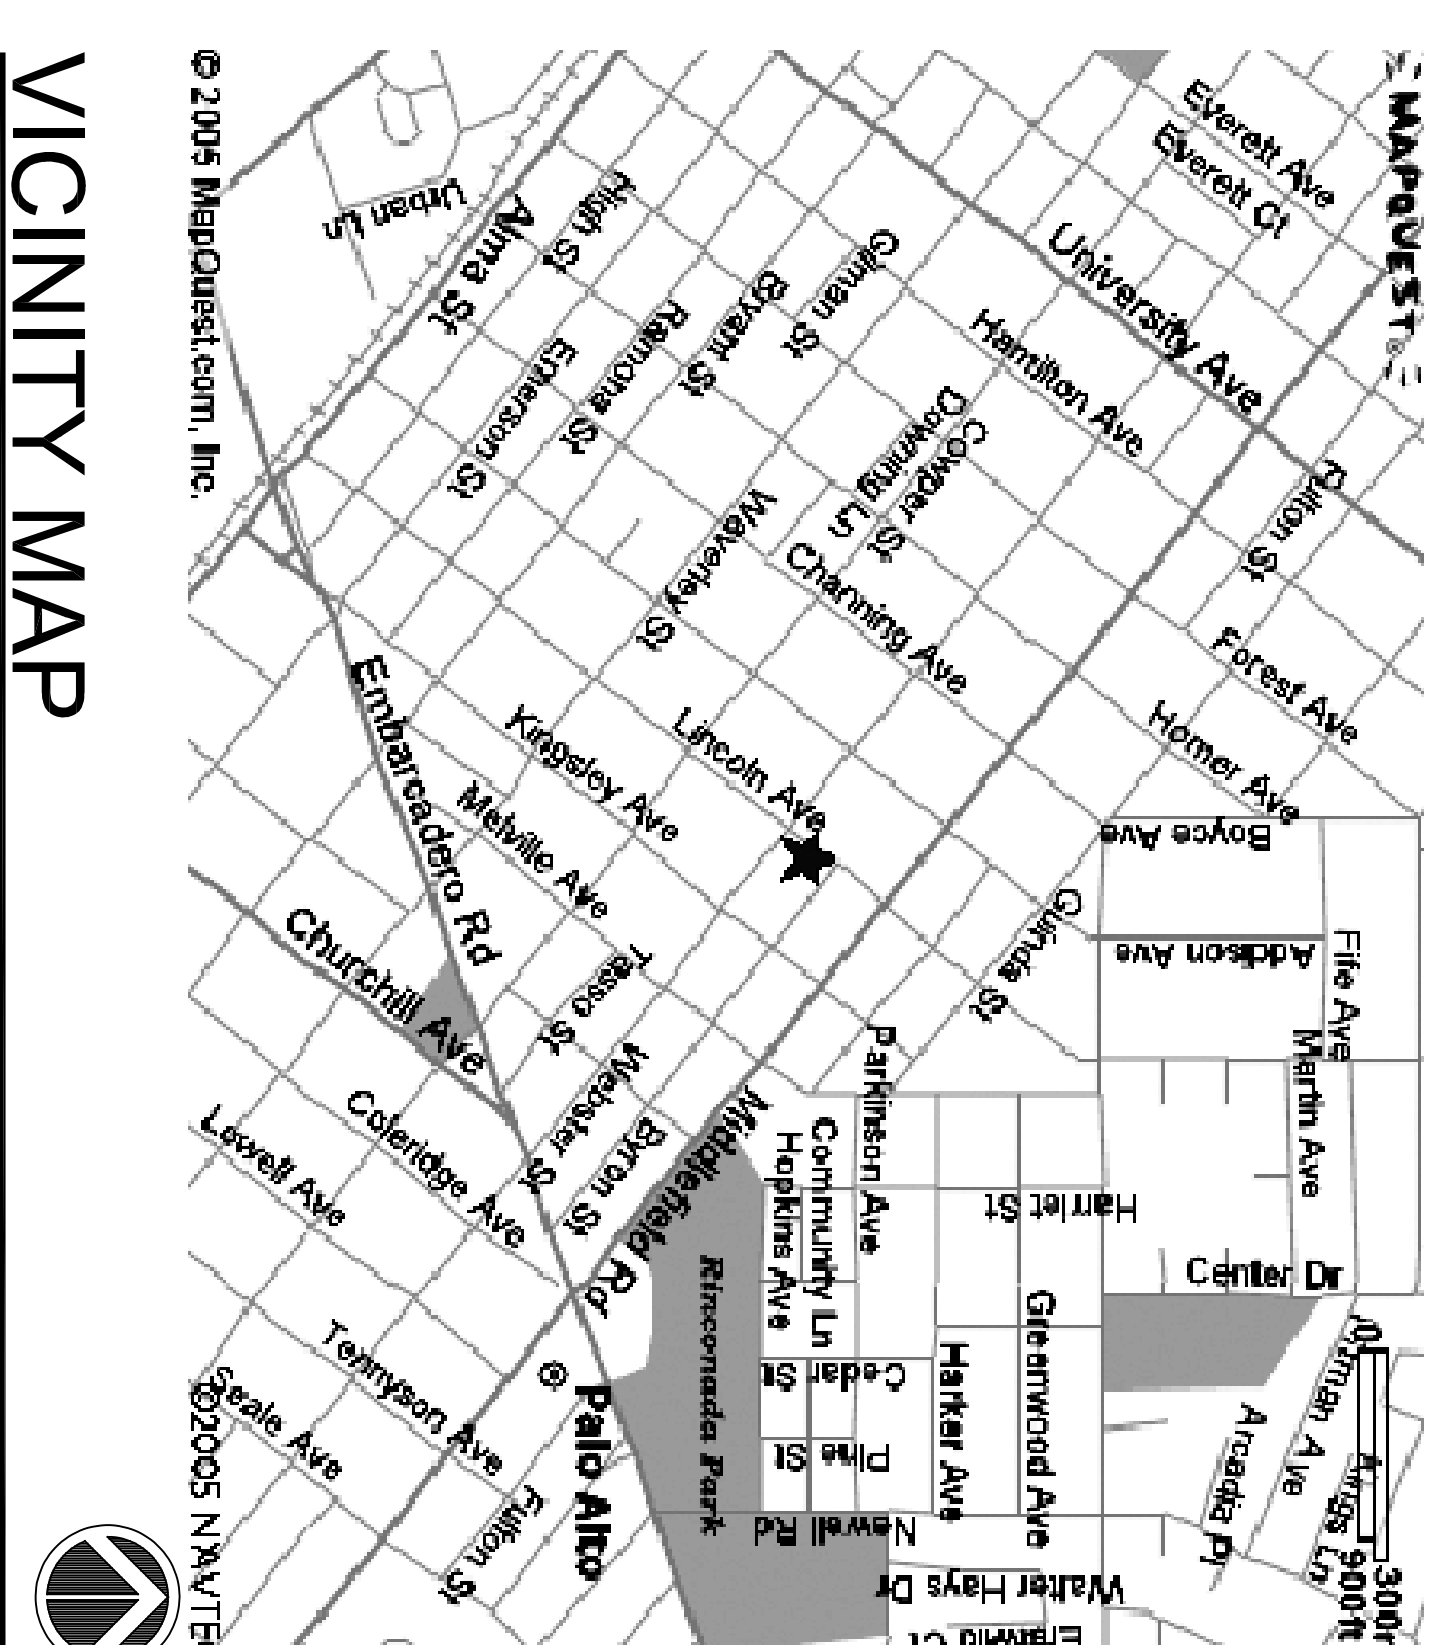 MAPQUEST
Everett Ave
Everett Ct
University Ave
Hamilton Ave
Gilman St
Bryant St
Ramona St
Emerson St
High St
Alma St
Urban Ln
Cowper St
Downing Ln
Waverley St
Channing Ave
Fulton St
Forest Ave
Homer Ave
Boyce Ave
Addison Ave
Fife Ave
Martin Ave
Guinda St
Lincoln Ave
Kingsley Ave
Melville Ave
Embarcadero Rd
Churchill Ave
Tasso St
Webster St
Byron St
Middlefield Rd
Coleridge Ave
Lowell Ave
Tennyson Ave
Seale Ave
Fulton St
Palo Alto
Rinconada Park
Hopkins Ave
Community Ln
Parkinson Ave
Harriet St
Center Dr
Cedar St
Pine St
Harker Ave
Greenwood Ave
Newell Rd
Walter Hays Dr
Arcadia Pl
300m
900ft
© 2005 MapQuest.com, Inc.
©2005 NAVTE
VICINITY MAP